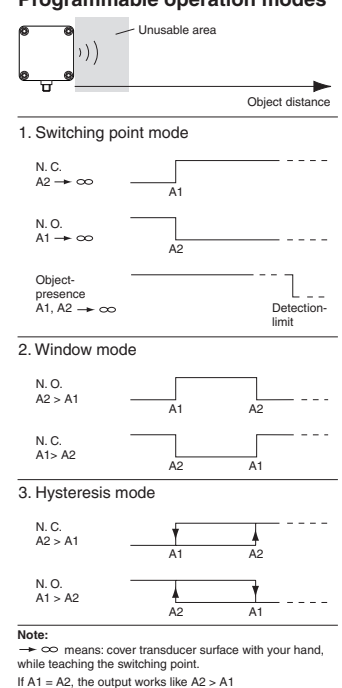 Programmable operation modes
Unusable area
Object distance
1. Switching point mode
N. C.
A2 → ∞
A1
N. O.
A1 → ∞
A2
Object-
presence
A1, A2 → ∞
Detection-
limit
2. Window mode
N. O.
A2 > A1
A1 A2
N. C.
A1> A2
A2 A1
3. Hysteresis mode
N. C.
A2 > A1
A1 A2
N. O.
A1 > A2
A2 A1
Note:
→ ∞ means: cover transducer surface with your hand,
while teaching the switching point.
If A1 = A2, the output works like A2 > A1